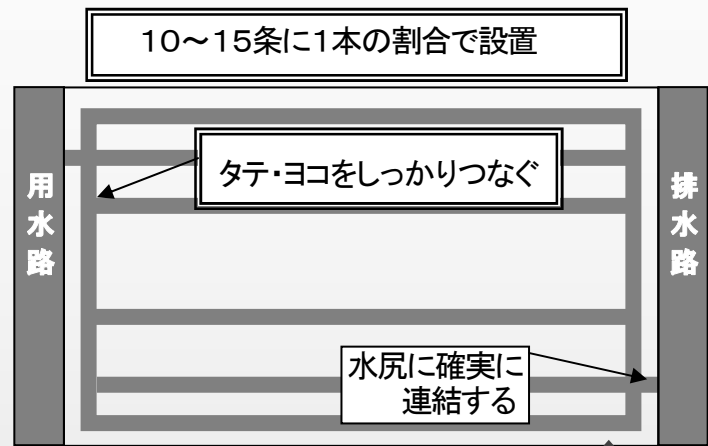 10～15条に1本の割合で設置
用水路
タテ・ヨコをしっかりつなぐ
排水路
水尻に確実に
連結する